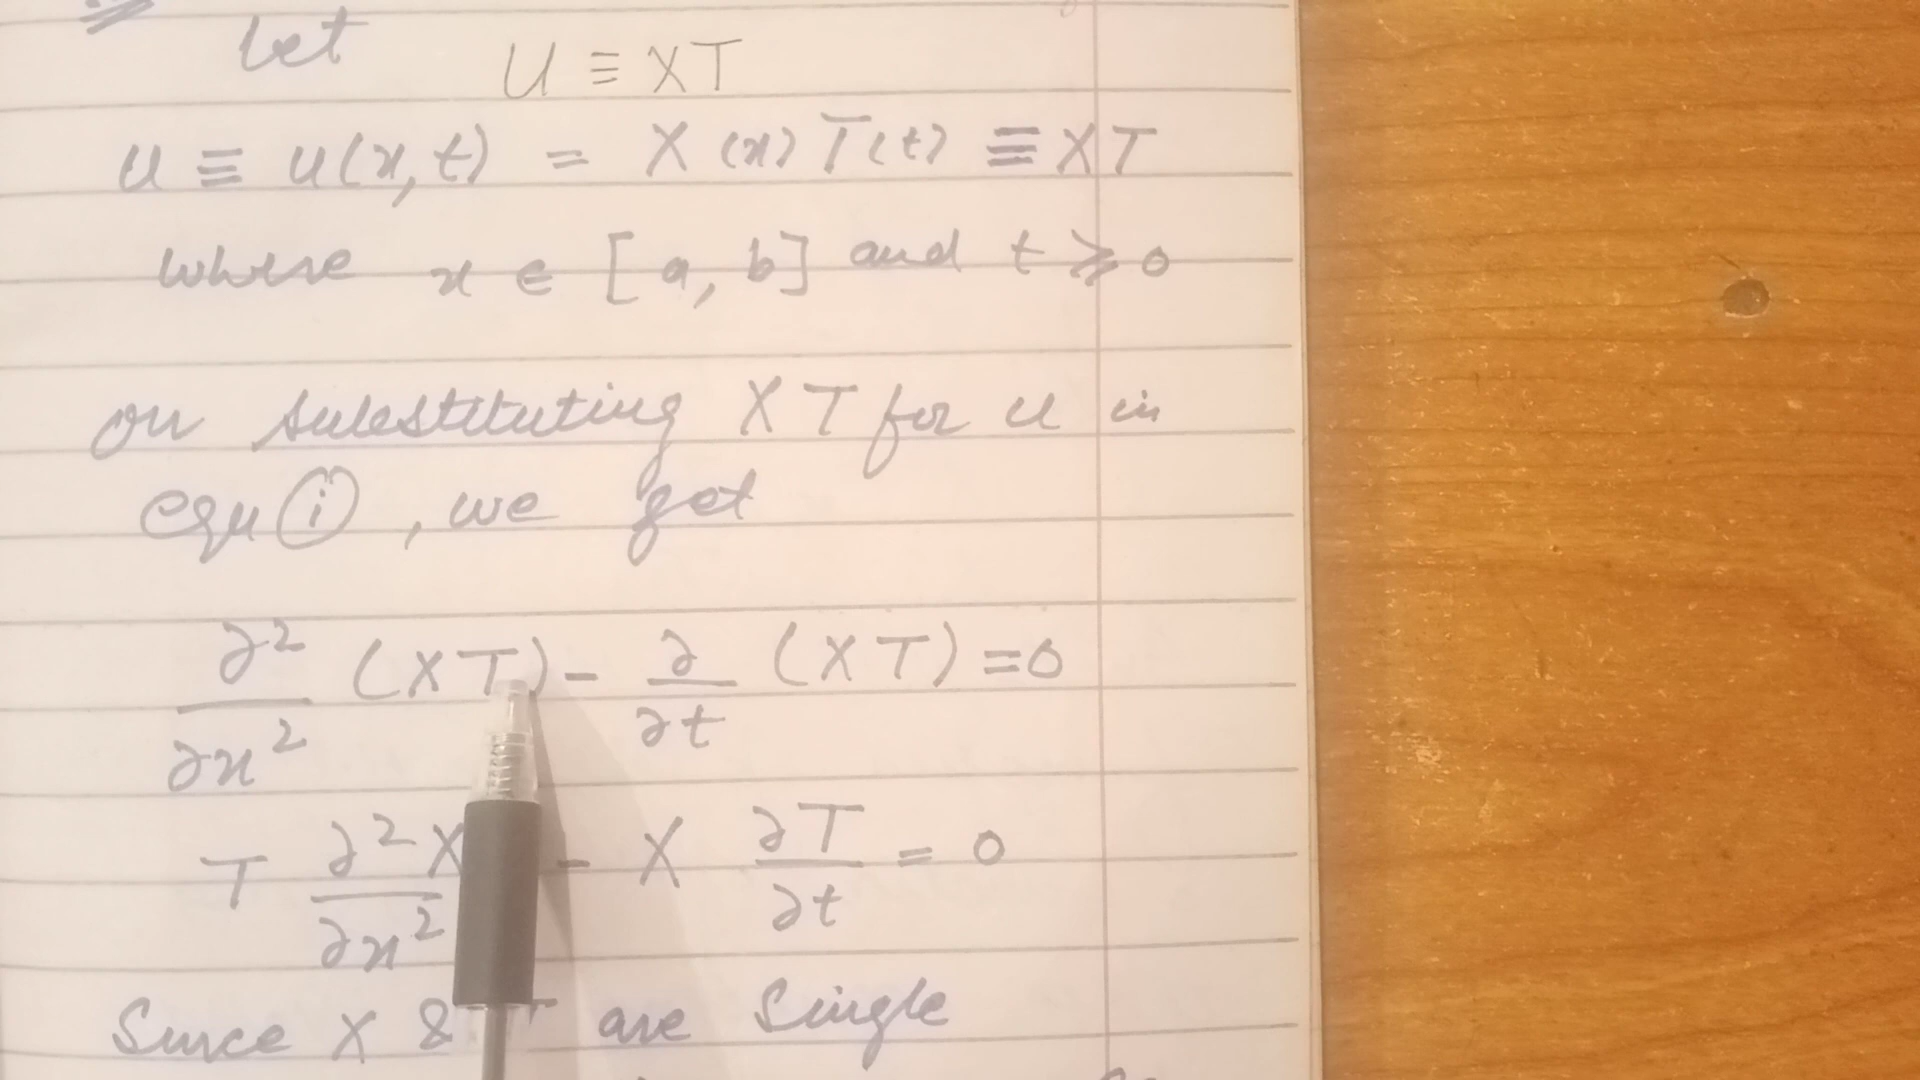 Let
U ≡ XT
u ≡ u(x,t) = X(x)T(t) ≡ XT
where x ∈ [a, b] and t ⩾ 0
on substituting XT for u in
equ (i), we get
∂²/∂x² (XT) - ∂/∂t (XT) = 0
T ∂²X/∂x² - X ∂T/∂t = 0
Since X & T are Single